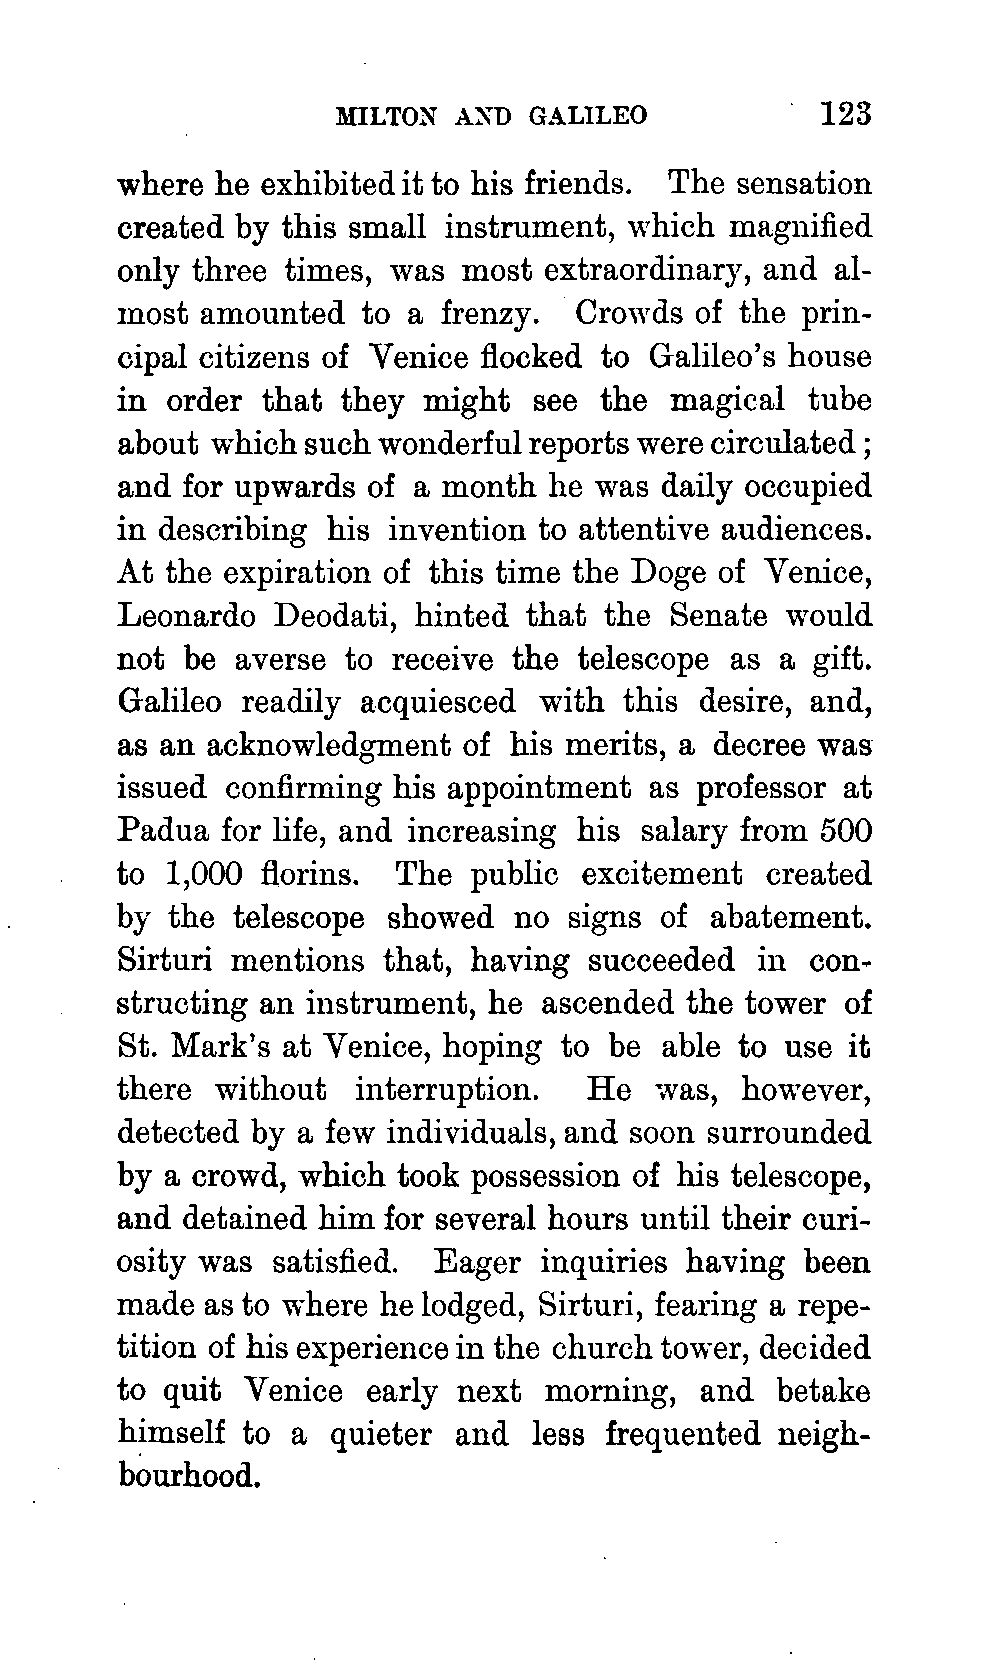 MILTON AND GALILEO 123
where he exhibited it to his friends. The sensation
created by this small instrument, which magnified
only three times, was most extraordinary, and al-
most amounted to a frenzy. Crowds of the prin-
cipal citizens of Venice flocked to Galileo's house
in order that they might see the magical tube
about which such wonderful reports were circulated;
and for upwards of a month he was daily occupied
in describing his invention to attentive audiences.
At the expiration of this time the Doge of Venice,
Leonardo Deodati, hinted that the Senate would
not be averse to receive the telescope as a gift.
Galileo readily acquiesced with this desire, and,
as an acknowledgment of his merits, a decree was
issued confirming his appointment as professor at
Padua for life, and increasing his salary from 500
to 1,000 florins. The public excitement created
by the telescope showed no signs of abatement.
Sirturi mentions that, having succeeded in con-
structing an instrument, he ascended the tower of
St. Mark's at Venice, hoping to be able to use it
there without interruption. He was, however,
detected by a few individuals, and soon surrounded
by a crowd, which took possession of his telescope,
and detained him for several hours until their curi-
osity was satisfied. Eager inquiries having been
made as to where he lodged, Sirturi, fearing a repe-
tition of his experience in the church tower, decided
to quit Venice early next morning, and betake
himself to a quieter and less frequented neigh-
bourhood.